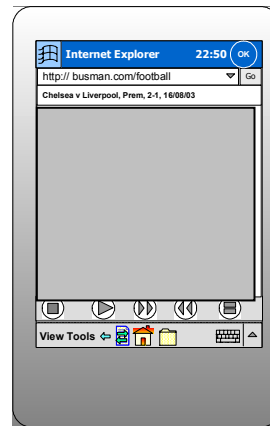 Internet Explorer 22:50 OK
http:// busman.com/football Go
Chelsea v Liverpool, Prem, 2-1, 16/08/03
View Tools